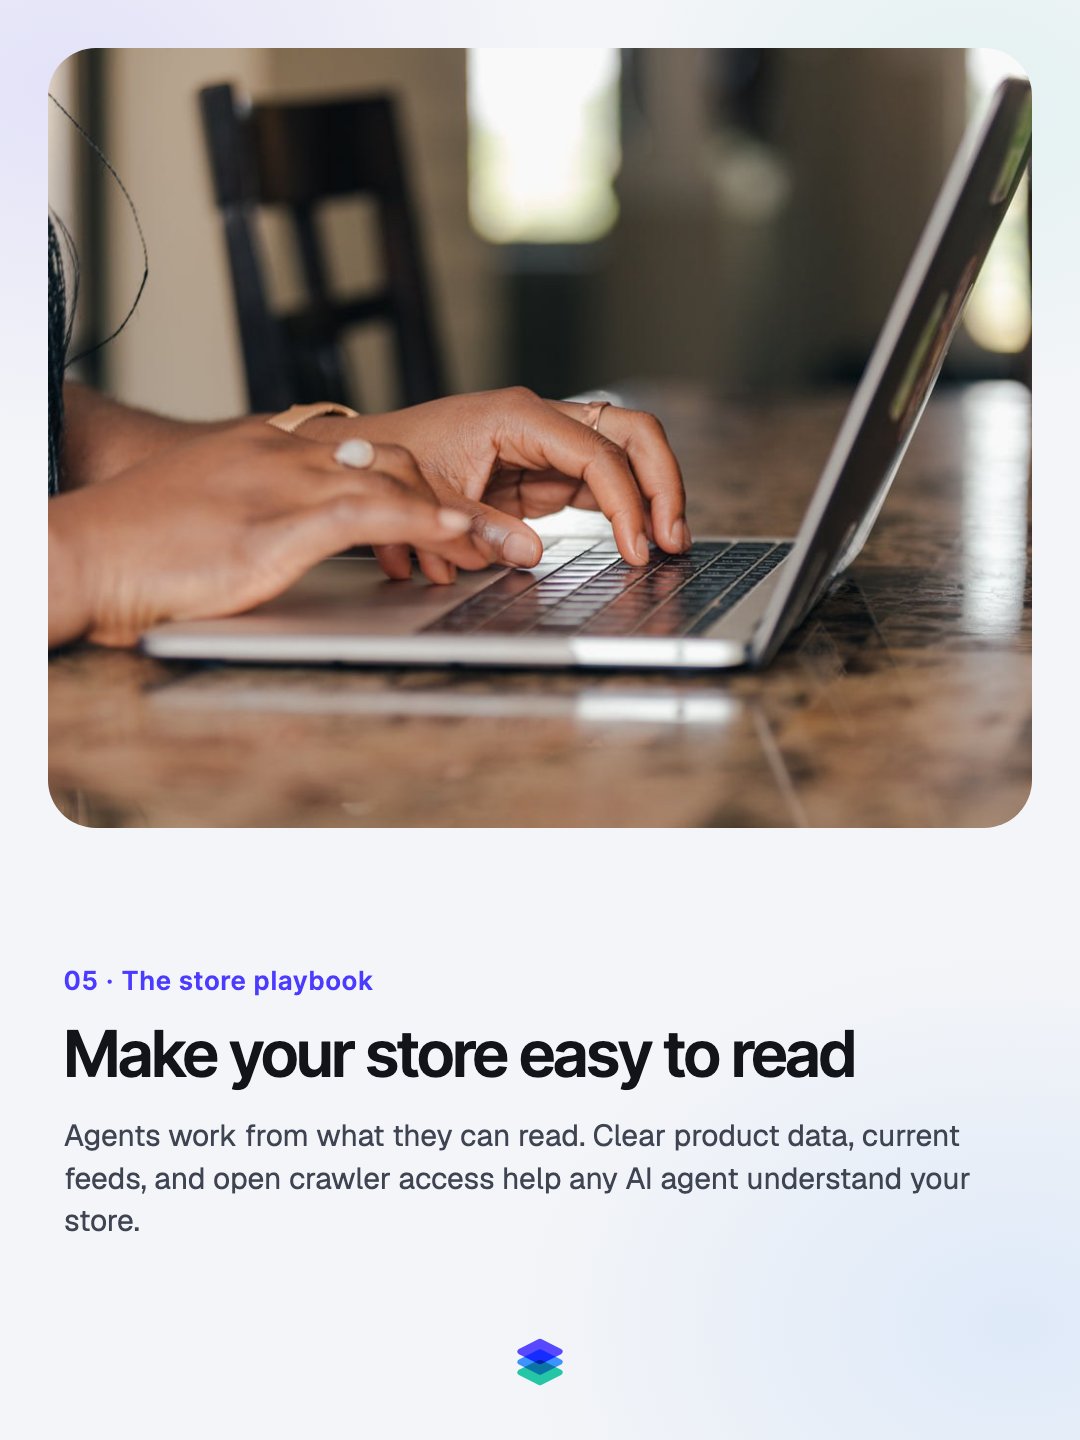 05 · The store playbook
Make your store easy to read
Agents work from what they can read. Clear product data, current
feeds, and open crawler access help any AI agent understand your
store.